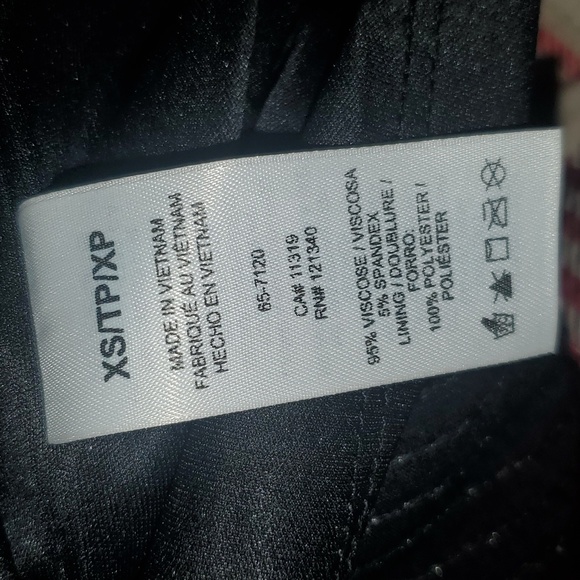 XS/TP/XP
MADE IN VIETNAM
FABRIQUÉ AU VIÊTNAM
HECHO EN VIETNAM
65-7120
CA# 11319
RN# 121340
95% VISCOSE / VISCOSA
5% SPANDEX
LINING / DOUBLURE /
FORRO:
100% POLYESTER /
POLIÉSTER